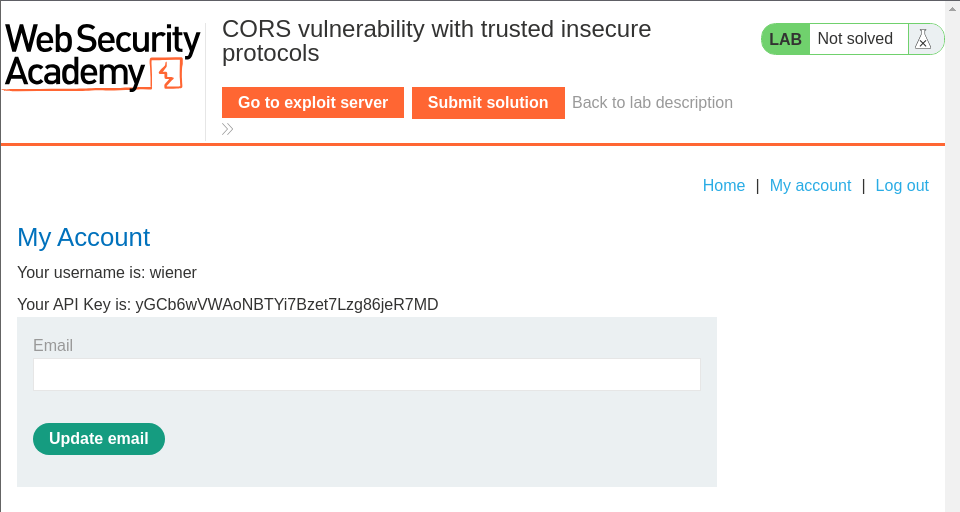 Web Security
Academy
CORS vulnerability with trusted insecure
protocols
LAB Not solved
Go to exploit server Submit solution Back to lab description
Home | My account | Log out
My Account
Your username is: wiener
Your API Key is: yGCb6wVWAoNBTYi7Bzet7Lzg86jeR7MD
Email
Update email